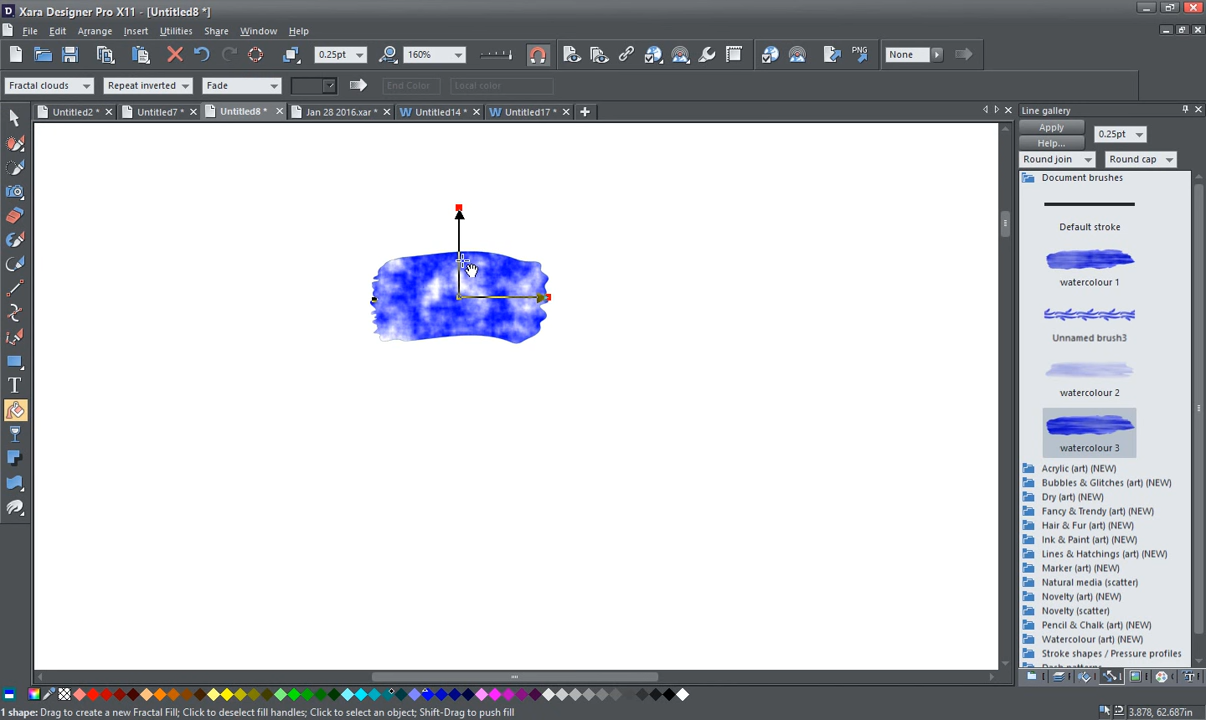 Xara Designer Pro X11 - [Untitled8 *]
File Edit Arrange Insert Utilities Share Window Help
0.25pt 160% PNG None
Fractal clouds Repeat inverted Fade End Color Local color
Untitled2 * Untitled7 * Untitled8 * Jan 28 2016.xar * Untitled14 * Untitled17 *
Line gallery
Apply 0.25pt
Help...
Round join Round cap
Document brushes
Default stroke
watercolour 1
Unnamed brush3
watercolour 2
watercolour 3
Acrylic (art) (NEW)
Bubbles & Glitches (art) (NEW)
Dry (art) (NEW)
Fancy & Trendy (art) (NEW)
Hair & Fur (art) (NEW)
Ink & Paint (art) (NEW)
Lines & Hatchings (art) (NEW)
Marker (art) (NEW)
Natural media (scatter)
Novelty (art) (NEW)
Novelty (scatter)
Pencil & Chalk (art) (NEW)
Watercolour (art) (NEW)
Stroke shapes / Pressure profiles
1 shape: Drag to create a new Fractal Fill; Click to deselect fill handles; Click to select an object; Shift-Drag to push fill
3.878, 62.687in